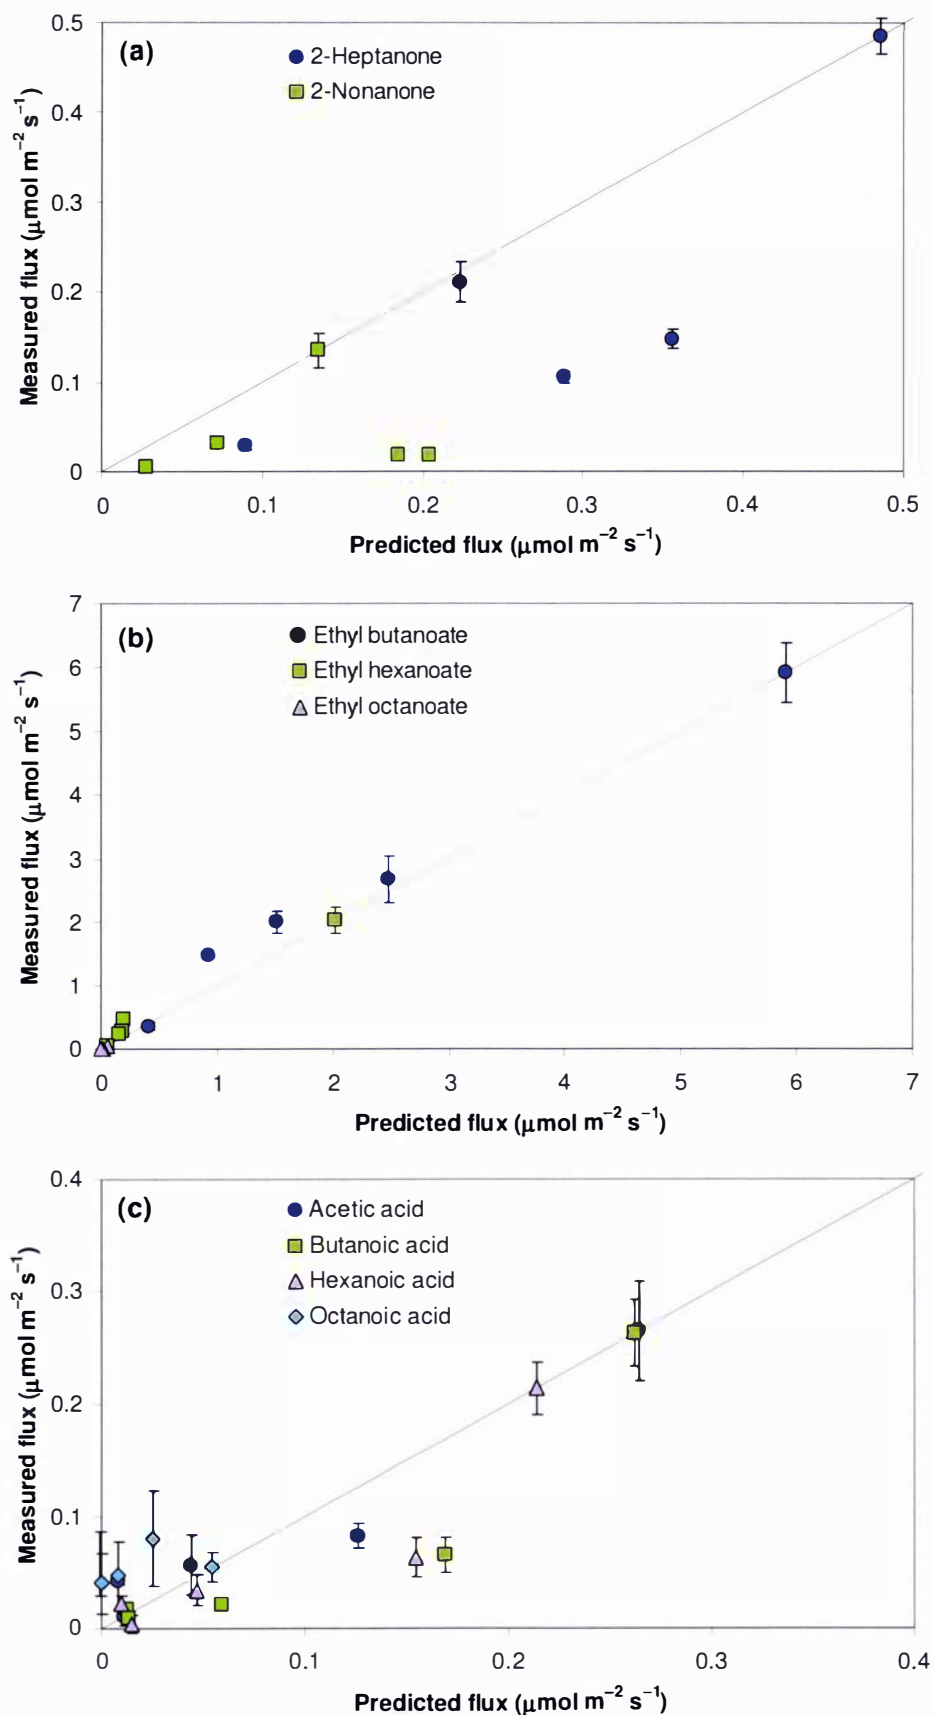 (a)
2-Heptanone
2-Nonanone
0.5
0.4
0.3
0.2
0.1
0
Measured flux (μmol m⁻² s⁻¹)
0 0.1 0.2 0.3 0.4 0.5
Predicted flux (μmol m⁻² s⁻¹)
(b)
Ethyl butanoate
Ethyl hexanoate
Ethyl octanoate
7
6
5
4
3
2
1
0
Measured flux (μmol m⁻² s⁻¹)
0 1 2 3 4 5 6 7
Predicted flux (μmol m⁻² s⁻¹)
(c)
Acetic acid
Butanoic acid
Hexanoic acid
Octanoic acid
0.4
0.3
0.2
0.1
0
Measured flux (μmol m⁻² s⁻¹)
0 0.1 0.2 0.3 0.4
Predicted flux (μmol m⁻² s⁻¹)